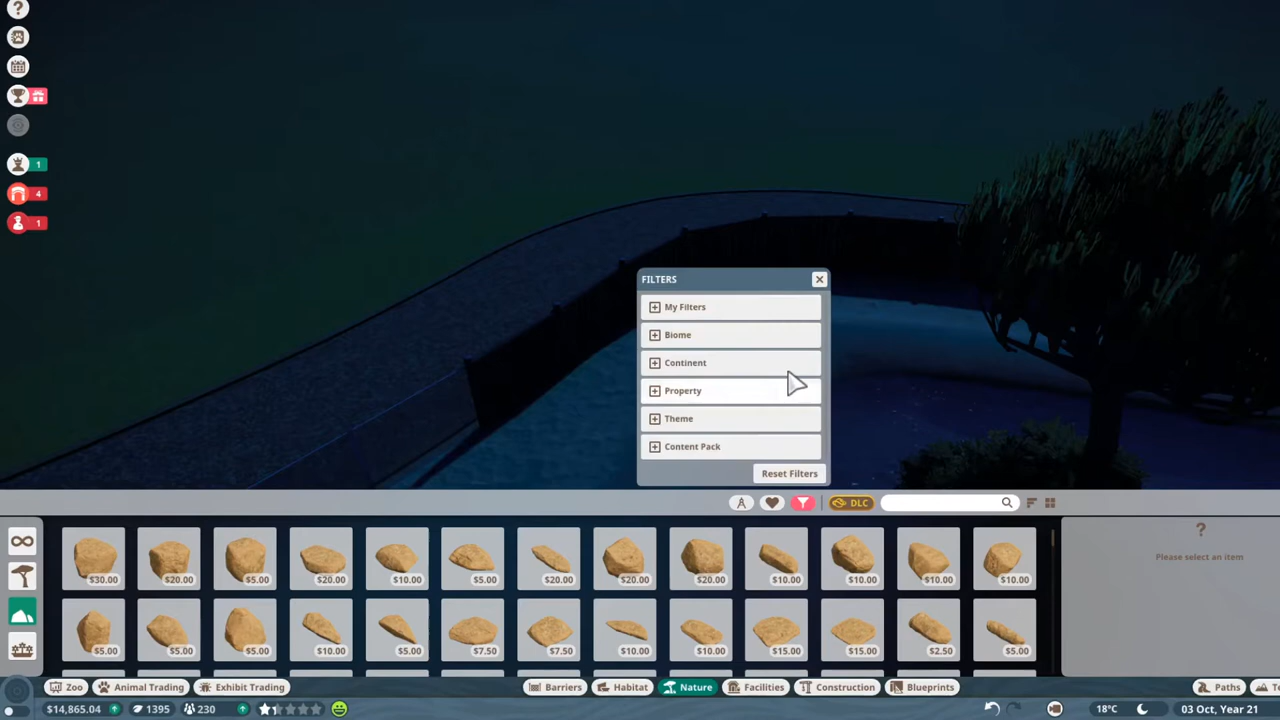 ?
1
4
1
FILTERS
My Filters
Biome
Continent
Property
Theme
Content Pack
Reset Filters
DLC
$30.00 $20.00 $5.00 $20.00 $10.00 $5.00 $20.00 $20.00 $20.00 $10.00 $10.00 $10.00 $10.00
$5.00 $5.00 $5.00 $10.00 $5.00 $7.50 $7.50 $10.00 $10.00 $15.00 $15.00 $2.50 $5.00
?
Please select an item
Zoo Animal Trading Exhibit Trading Barriers Habitat Nature Facilities Construction Blueprints Paths Te
$14,865.04 1395 230 18°C 03 Oct, Year 21